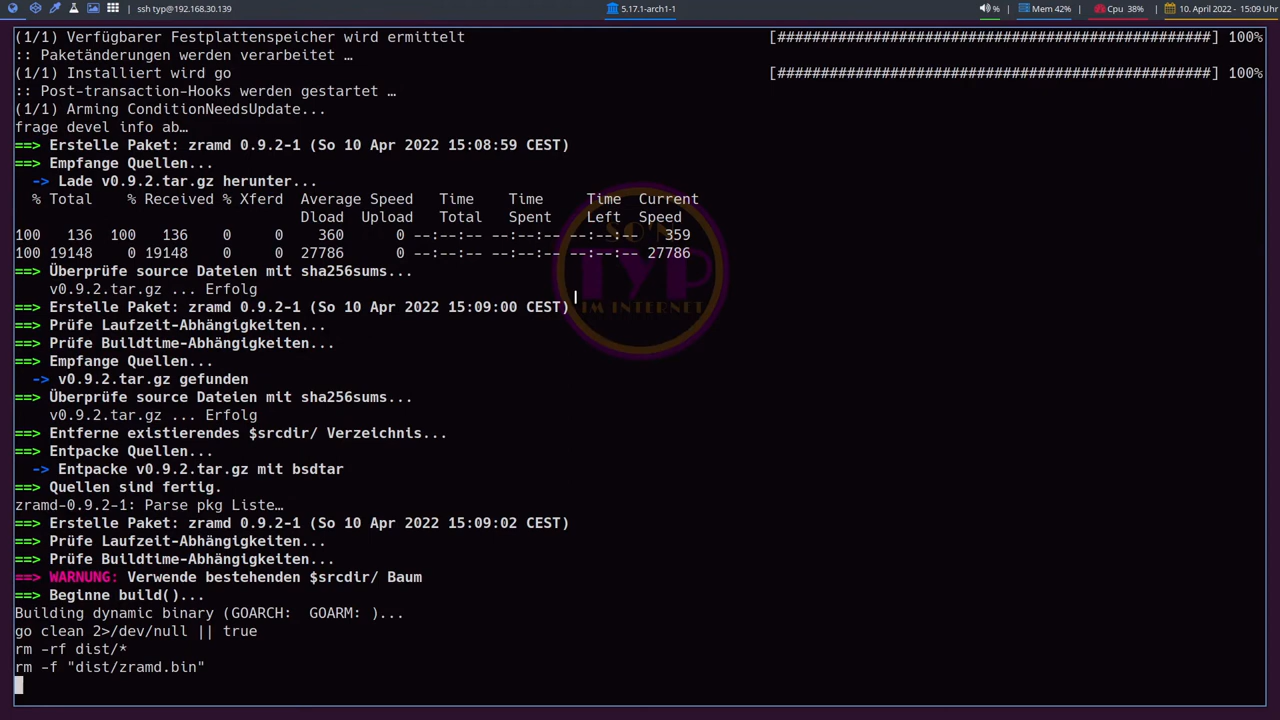 ssh typ@192.168.30.139 5.17.1-arch1-1 % Mem 42% Cpu 38% 10. April 2022 - 15:09 Uhr
(1/1) Verfügbarer Festplattenspeicher wird ermittelt [##################################################] 100%
:: Paketänderungen werden verarbeitet …
(1/1) Installiert wird go [##################################################] 100%
:: Post-transaction-Hooks werden gestartet …
(1/1) Arming ConditionNeedsUpdate...
frage devel info ab…
==> Erstelle Paket: zramd 0.9.2-1 (So 10 Apr 2022 15:08:59 CEST)
==> Empfange Quellen...
-> Lade v0.9.2.tar.gz herunter...
% Total % Received % Xferd Average Speed Time Time Time Current
Dload Upload Total Spent Left Speed
100 136 100 136 0 0 360 0 --:--:-- --:--:-- --:--:-- 359
100 19148 0 19148 0 0 27786 0 --:--:-- --:--:-- --:--:-- 27786
==> Überprüfe source Dateien mit sha256sums...
v0.9.2.tar.gz ... Erfolg
==> Erstelle Paket: zramd 0.9.2-1 (So 10 Apr 2022 15:09:00 CEST)
==> Prüfe Laufzeit-Abhängigkeiten...
==> Prüfe Buildtime-Abhängigkeiten...
==> Empfange Quellen...
-> v0.9.2.tar.gz gefunden
==> Überprüfe source Dateien mit sha256sums...
v0.9.2.tar.gz ... Erfolg
==> Entferne existierendes $srcdir/ Verzeichnis...
==> Entpacke Quellen...
-> Entpacke v0.9.2.tar.gz mit bsdtar
==> Quellen sind fertig.
zramd-0.9.2-1: Parse pkg Liste…
==> Erstelle Paket: zramd 0.9.2-1 (So 10 Apr 2022 15:09:02 CEST)
==> Prüfe Laufzeit-Abhängigkeiten...
==> Prüfe Buildtime-Abhängigkeiten...
==> WARNUNG: Verwende bestehenden $srcdir/ Baum
==> Beginne build()...
Building dynamic binary (GOARCH:  GOARM: )...
go clean 2>/dev/null || true
rm -rf dist/*
rm -f "dist/zramd.bin"
SO'N
TYP
IM INTERNET